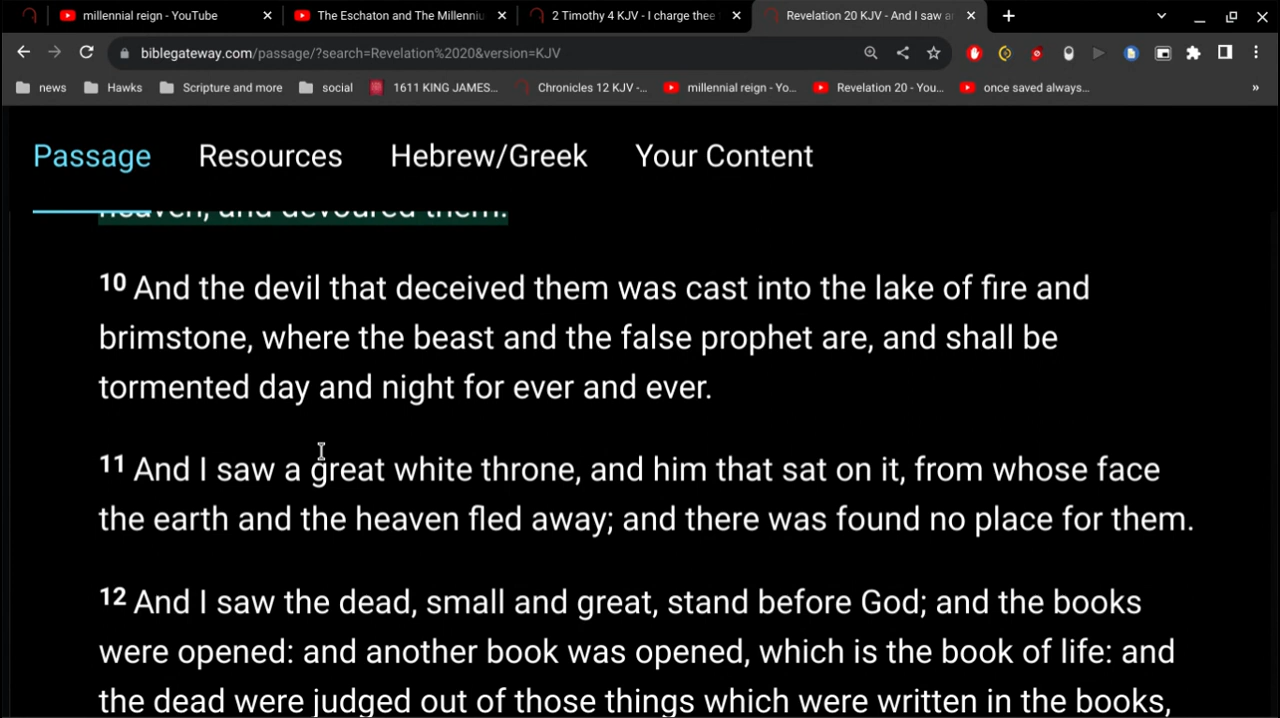 millennial reign - YouTube
The Eschaton and The Millenniu
2 Timothy 4 KJV - I charge thee
Revelation 20 KJV - And I saw a
biblegateway.com/passage/?search=Revelation%2020&version=KJV
news
Hawks
Scripture and more
social
1611 KING JAMES...
Chronicles 12 KJV -...
millennial reign - Yo...
Revelation 20 - You...
once saved always...
»
Passage
Resources
Hebrew/Greek
Your Content
heaven, and devoured them.
10 And the devil that deceived them was cast into the lake of fire and
brimstone, where the beast and the false prophet are, and shall be
tormented day and night for ever and ever.
11 And I saw a great white throne, and him that sat on it, from whose face
the earth and the heaven fled away; and there was found no place for them.
12 And I saw the dead, small and great, stand before God; and the books
were opened: and another book was opened, which is the book of life: and
the dead were judged out of those things which were written in the books,